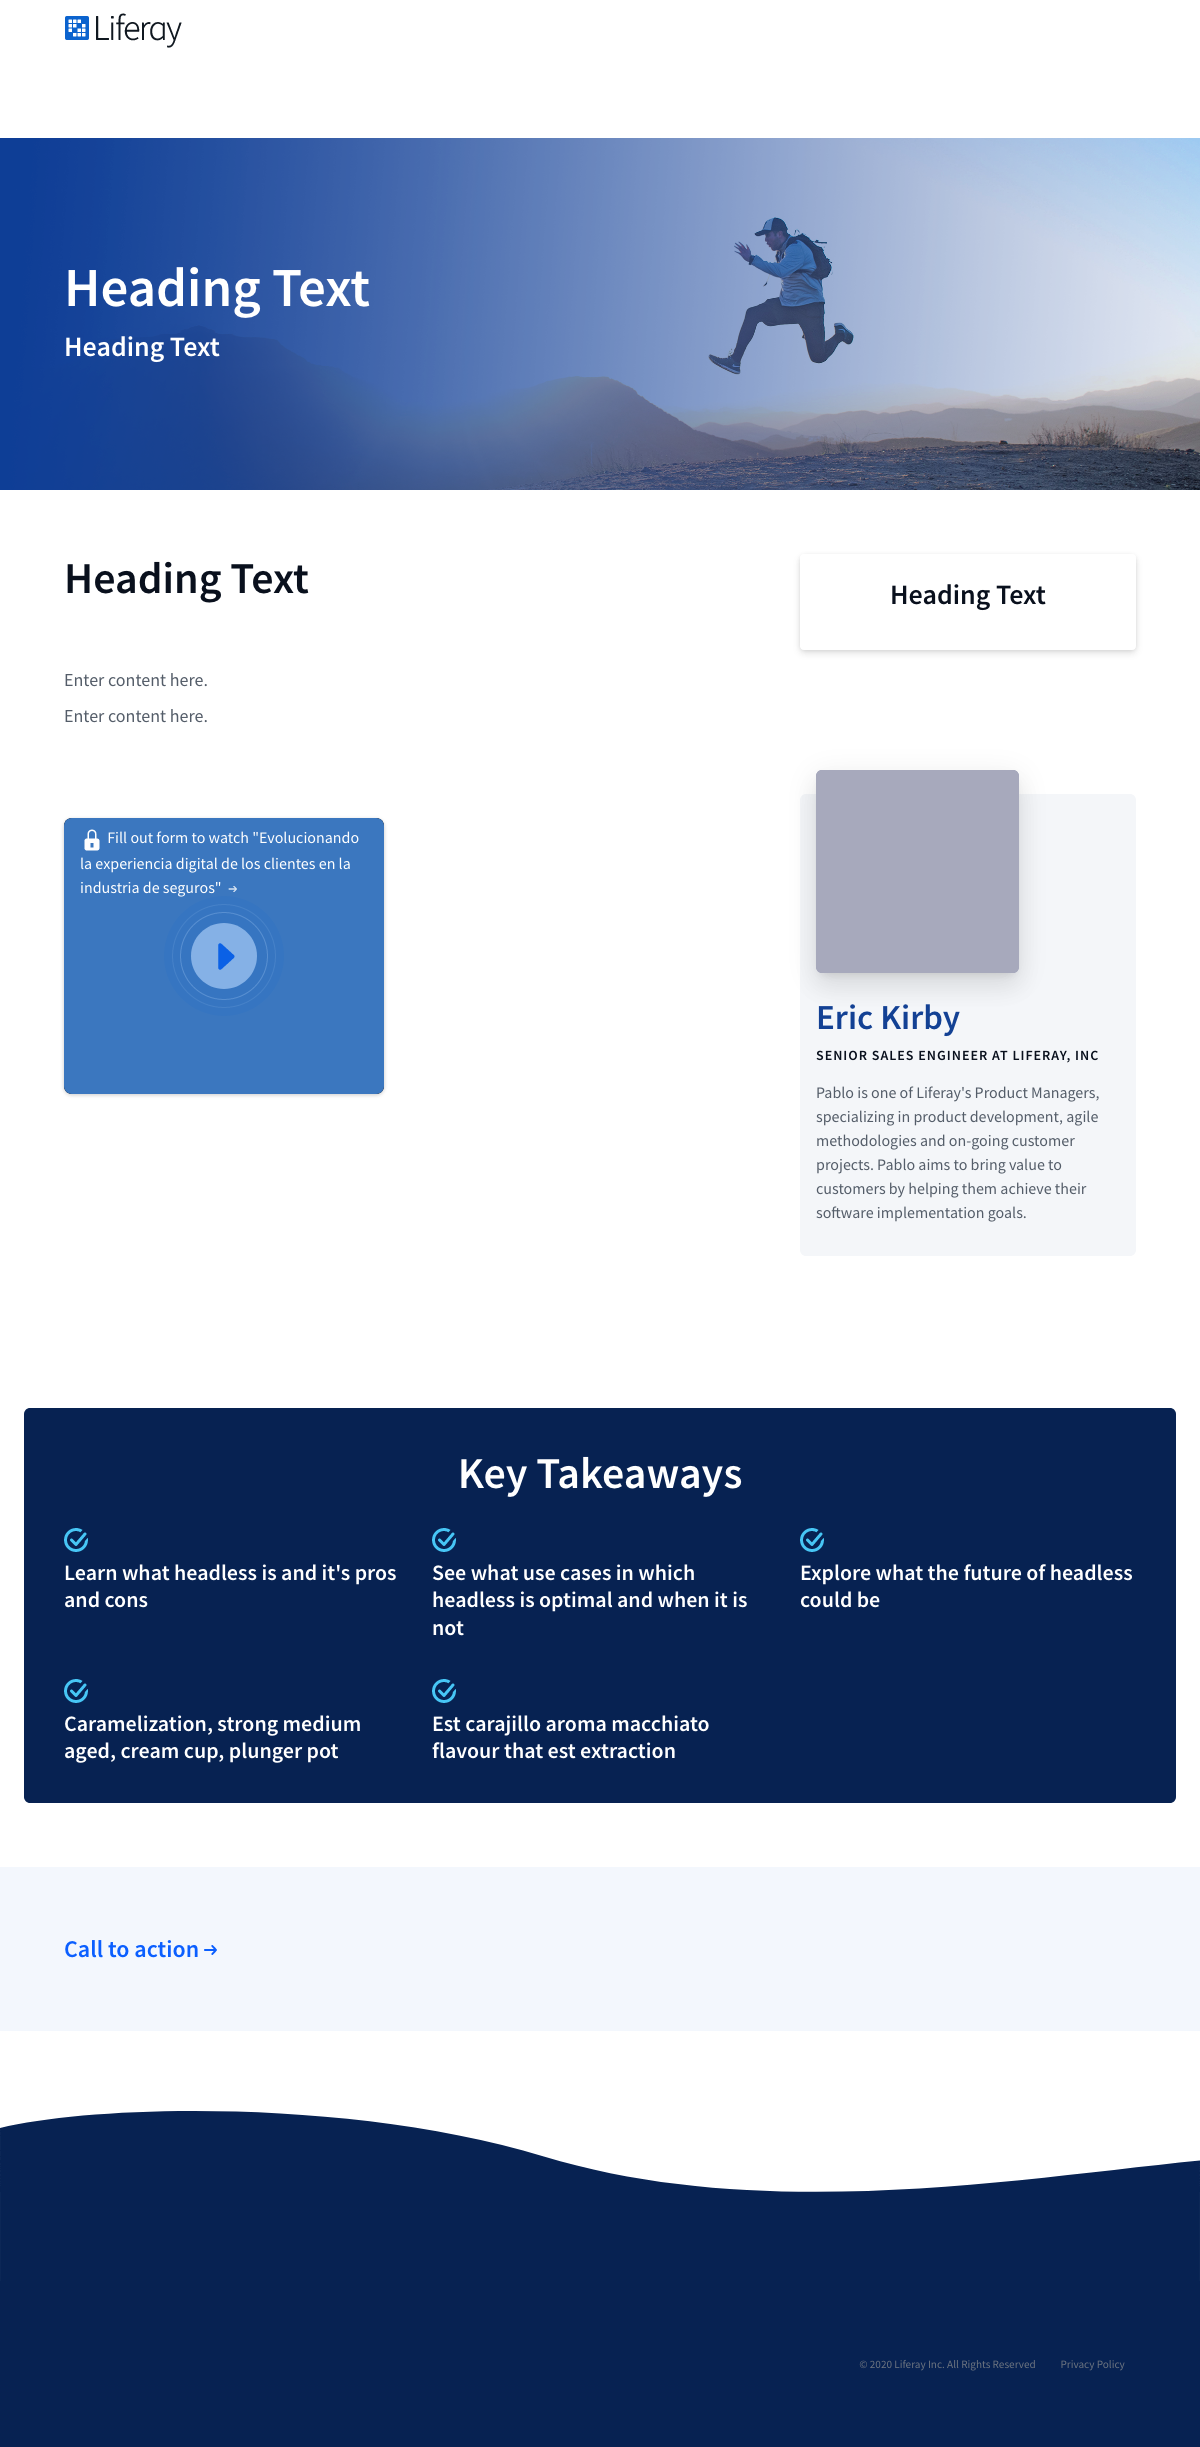 Liferay
Heading Text
Heading Text
Heading Text
Enter content here.
Enter content here.
Fill out form to watch "Evolucionando
la experiencia digital de los clientes en la
industria de seguros" →
Heading Text
Eric Kirby
SENIOR SALES ENGINEER AT LIFERAY, INC
Pablo is one of Liferay's Product Managers,
specializing in product development, agile
methodologies and on-going customer
projects. Pablo aims to bring value to
customers by helping them achieve their
software implementation goals.
Key Takeaways
Learn what headless is and it's pros
and cons
See what use cases in which
headless is optimal and when it is
not
Explore what the future of headless
could be
Caramelization, strong medium
aged, cream cup, plunger pot
Est carajillo aroma macchiato
flavour that est extraction
Call to action →
© 2020 Liferay Inc. All Rights Reserved
Privacy Policy